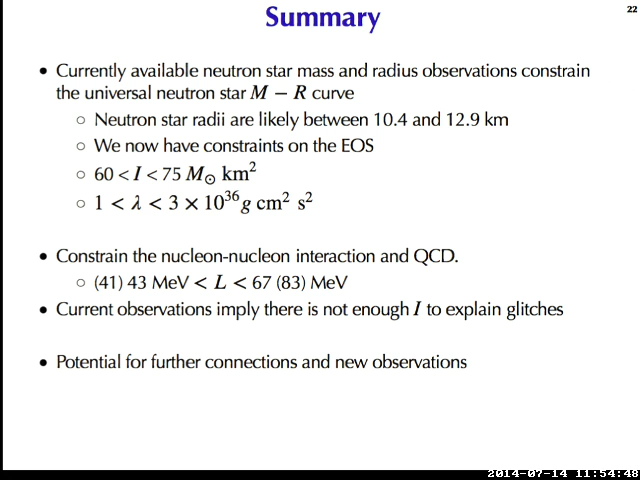 22
Summary
• Currently available neutron star mass and radius observations constrain
the universal neutron star M − R curve
○ Neutron star radii are likely between 10.4 and 12.9 km
○ We now have constraints on the EOS
○ 60 < I < 75 M⊙ km²
○ 1 < λ < 3 × 10³⁶ g cm² s²
• Constrain the nucleon-nucleon interaction and QCD.
○ (41) 43 MeV < L < 67 (83) MeV
• Current observations imply there is not enough I to explain glitches
• Potential for further connections and new observations
2014-07-14 11:54:48